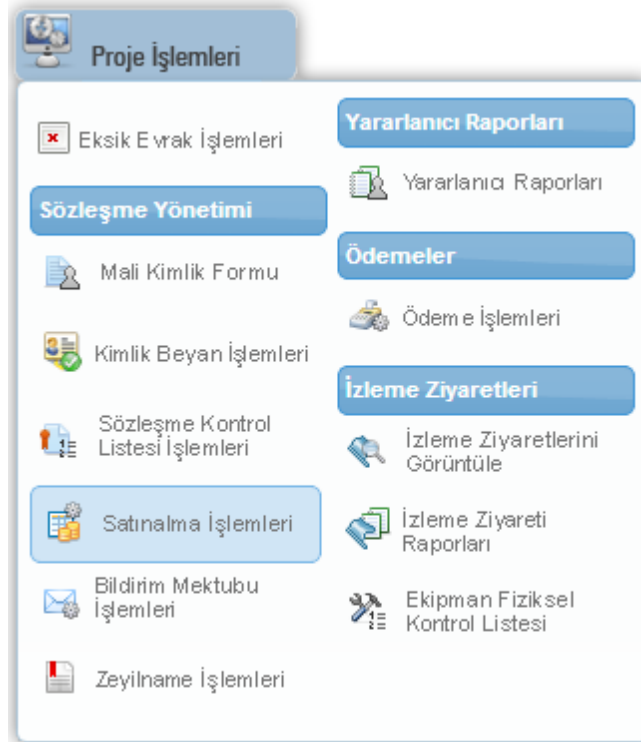 Proje İşlemleri
Eksik Evrak İşlemleri
Sözleşme Yönetimi
Mali Kimlik Formu
Kimlik Beyan İşlemleri
Sözleşme Kontrol
Listesi İşlemleri
Satınalma İşlemleri
Bildirim Mektubu
İşlemleri
Zeyilname İşlemleri
Yararlanıcı Raporları
Yararlanıcı Raporları
Ödemeler
Ödeme İşlemleri
İzleme Ziyaretleri
İzleme Ziyaretlerini
Görüntüle
İzleme Ziyareti
Raporları
Ekipman Fiziksel
Kontrol Listesi